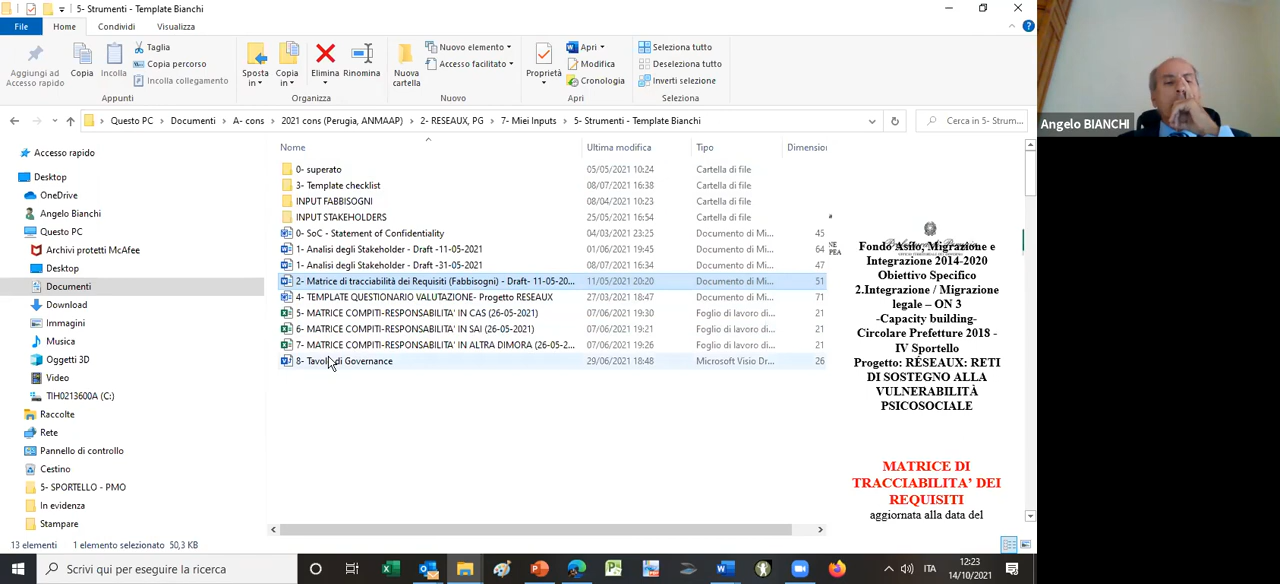 5- Strumenti - Template Bianchi
File
Home
Condividi
Visualizza
Aggiungi ad
Accesso rapido
Copia
Incolla
Taglia
Copia percorso
Incolla collegamento
Sposta
in
Copia
in
Elimina
Rinomina
Nuova
cartella
Nuovo elemento
Accesso facilitato
Proprietà
Apri
Modifica
Cronologia
Seleziona tutto
Deseleziona tutto
Inverti selezione
Appunti
Organizza
Nuovo
Apri
Selezione
Questo PC > Documenti > A- cons > 2021 cons (Perugia, ANMAAP) > 2- RESEAUX, PG > 7- Miei Inputs > 5- Strumenti - Template Bianchi
Cerca in 5- Strum...
Accesso rapido
Desktop
OneDrive
Angelo Bianchi
Questo PC
Archivi protetti McAfee
Desktop
Documenti
Download
Immagini
Musica
Oggetti 3D
Video
TIH0213600A (C:)
Raccolte
Rete
Pannello di controllo
Cestino
5- SPORTELLO - PMO
In evidenza
Stampare
Nome Ultima modifica Tipo Dimension
0- superato 05/05/2021 10:24 Cartella di file
3- Template checklist 08/07/2021 16:38 Cartella di file
INPUT FABBISOGNI 08/04/2021 10:23 Cartella di file
INPUT STAKEHOLDERS 25/05/2021 16:54 Cartella di file
0- SoC - Statement of Confidentiality 04/03/2021 23:25 Documento di Mi... 45
1- Analisi degli Stakeholder - Draft -11-05-2021 01/06/2021 19:45 Documento di Mi... 64
1- Analisi degli Stakeholder - Draft -31-05-2021 08/07/2021 16:34 Documento di Mi... 47
2- Matrice di tracciabilità dei Requisiti (Fabbisogni) - Draft- 11-05-20... 11/05/2021 20:20 Documento di Mi... 51
4- TEMPLATE QUESTIONARIO VALUTAZIONE- Progetto RESEAUX 27/03/2021 18:47 Documento di Mi... 71
5- MATRICE COMPITI-RESPONSABILITA' IN CAS (26-05-2021) 07/06/2021 19:30 Foglio di lavoro di... 21
6- MATRICE COMPITI-RESPONSABILITA' IN SAI (26-05-2021) 07/06/2021 19:21 Foglio di lavoro di... 21
7- MATRICE COMPITI-RESPONSABILITA' IN ALTRA DIMORA (26-05-2... 07/06/2021 19:26 Foglio di lavoro di... 21
8- Tavolo di Governance 29/06/2021 18:48 Microsoft Visio Dr... 26
Fondo Asilo, Migrazione e
Integrazione 2014-2020
Obiettivo Specifico
2.Integrazione / Migrazione
legale – ON 3
-Capacity building-
Circolare Prefetture 2018 -
IV Sportello
Progetto: RÉSEAUX: RETI
DI SOSTEGNO ALLA
VULNERABILITÀ
PSICOSOCIALE
MATRICE DI
TRACCIABILITA’ DEI
REQUISITI
aggiornata alla data del
Angelo BIANCHI
13 elementi 1 elemento selezionato 50,3 KB
Scrivi qui per eseguire la ricerca
ITA
12:23
14/10/2021